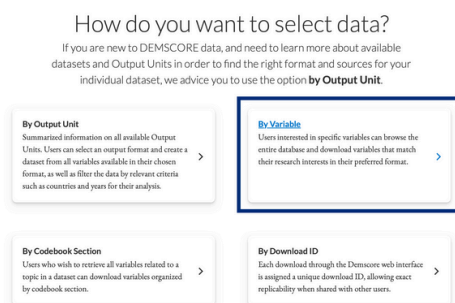 How do you want to select data?
If you are new to DEMSCORE data, and need to learn more about available
datasets and Output Units in order to find the right format and sources for your
individual dataset, we advice you to use the option by Output Unit.
By Output Unit
Summarized information on all available Output
Units. Users can select an output format and create a
dataset from all variables available in their chosen
format, as well as filter the data by relevant criteria
such as countries and years for their analysis.
By Variable
Users interested in specific variables can browse the
entire database and download variables that match
their research interests in their preferred format.
By Codebook Section
Users who wish to retrieve all variables related to a
topic in a dataset can download variables organized
by codebook section.
By Download ID
Each download through the Demscore web interface
is assigned a unique download ID, allowing exact
replicability when shared with other users.